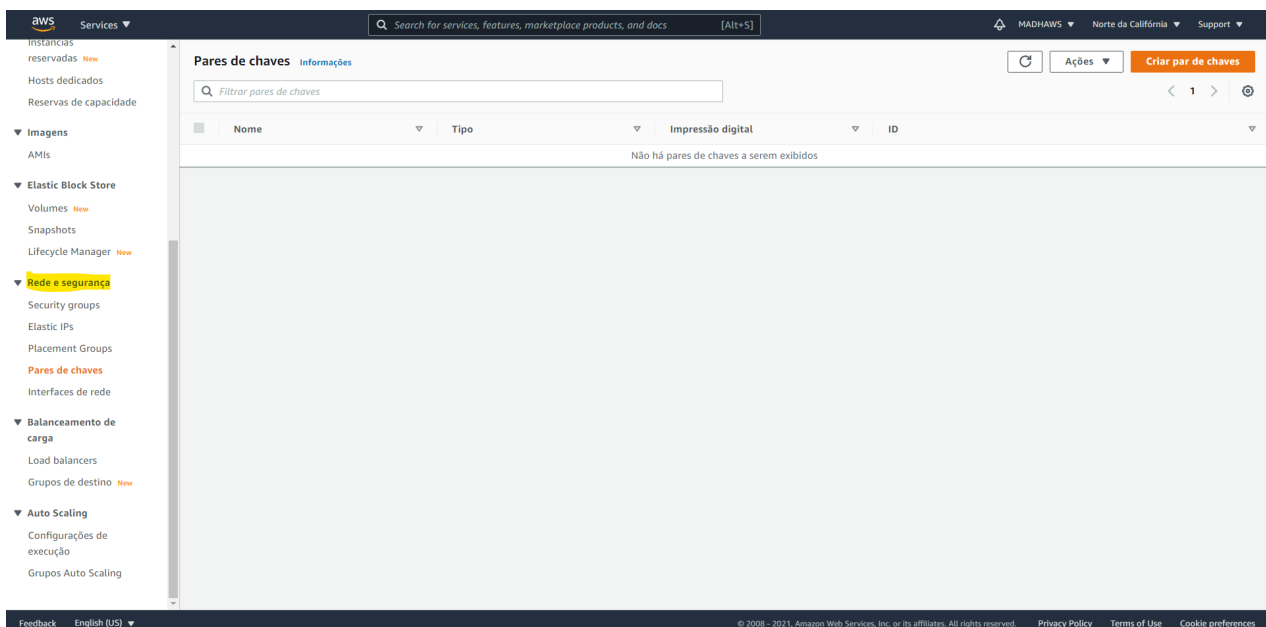 aws Services ▼ Search for services, features, marketplace products, and docs [Alt+S] MADHAWS ▼ Norte da Califórnia ▼ Support ▼
Instâncias
reservadas New
Hosts dedicados
Reservas de capacidade
▼ Imagens
AMIs
▼ Elastic Block Store
Volumes New
Snapshots
Lifecycle Manager New
▼ Rede e segurança
Security groups
Elastic IPs
Placement Groups
Pares de chaves
Interfaces de rede
▼ Balanceamento de
carga
Load balancers
Grupos de destino New
▼ Auto Scaling
Configurações de
execução
Grupos Auto Scaling
Pares de chaves Informações Ações ▼ Criar par de chaves
Filtrar pares de chaves < 1 >
Nome Tipo Impressão digital ID
Não há pares de chaves a serem exibidos
Feedback English (US) ▼ © 2008 - 2021, Amazon Web Services, Inc. or its affiliates. All rights reserved. Privacy Policy Terms of Use Cookie preferences